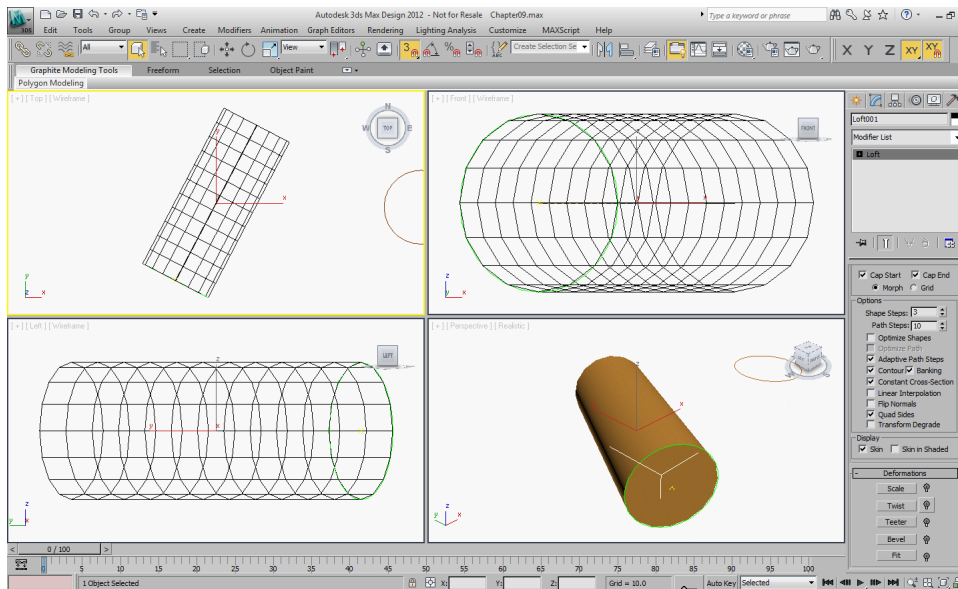 Autodesk 3ds Max Design 2012 - Not for Resale Chapter09.max
Type a keyword or phrase
3DS
Edit Tools Group Views Create Modifiers Animation Graph Editors Rendering Lighting Analysis Customize MAXScript Help
All View 3 Create Selection Se X Y Z XY XY
Graphite Modeling Tools Freeform Selection Object Paint
Polygon Modeling
[ + ] [ Top ] [ Wireframe ]
N
W TOP E
S
y
x
y
z x
[ + ] [ Front ] [ Wireframe ]
FRONT
z
x
z
y x
[ + ] [ Left ] [ Wireframe ]
LEFT
z
y x
z
y x
[ + ] [ Perspective ] [ Realistic ]
z
x
z
y x
Loft001
Modifier List
Loft
Cap Start Cap End
Morph Grid
Options
Shape Steps: 3
Path Steps: 10
Optimize Shapes
Optimize Path
Adaptive Path Steps
Contour Banking
Constant Cross-Section
Linear Interpolation
Flip Normals
Quad Sides
Transform Degrade
Display
Skin Skin in Shaded
- Deformations
Scale
Twist
Teeter
Bevel
Fit
< 0 / 100 >
0 5 10 15 20 25 30 35 40 45 50 55 60 65 70 75 80 85 90 95 100
1 Object Selected X: Y: Z: Grid = 10.0 Auto Key Selected